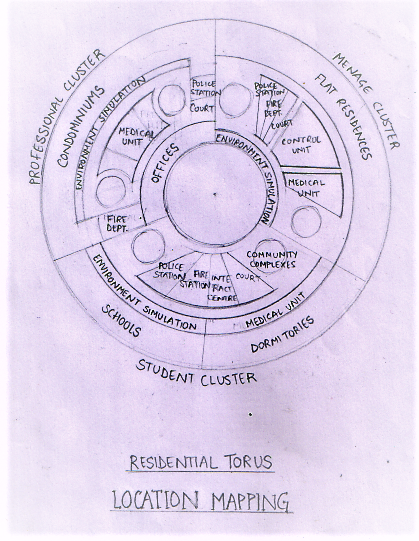 PROFESSIONAL CLUSTER
CONDOMINIUMS
ENVIRONMENT SIMULATION
MEDICAL
UNIT
OFFICES
FIRE
DEPT.
POLICE
STATION
COURT
MENAGE CLUSTER
FLAT RESIDENCES
POLICE
STATION
FIRE
DEPT.
COURT
CONTROL
UNIT
MEDICAL
UNIT
ENVIRONMENT SIMULATION
COMMUNITY
COMPLEXES
POLICE
STATION
FIRE
STATION
INTE
RACT
CENTRE
COURT
ENVIRONMENT SIMULATION
MEDICAL UNIT
SCHOOLS
DORMITORIES
STUDENT CLUSTER
RESIDENTIAL TORUS
LOCATION MAPPING